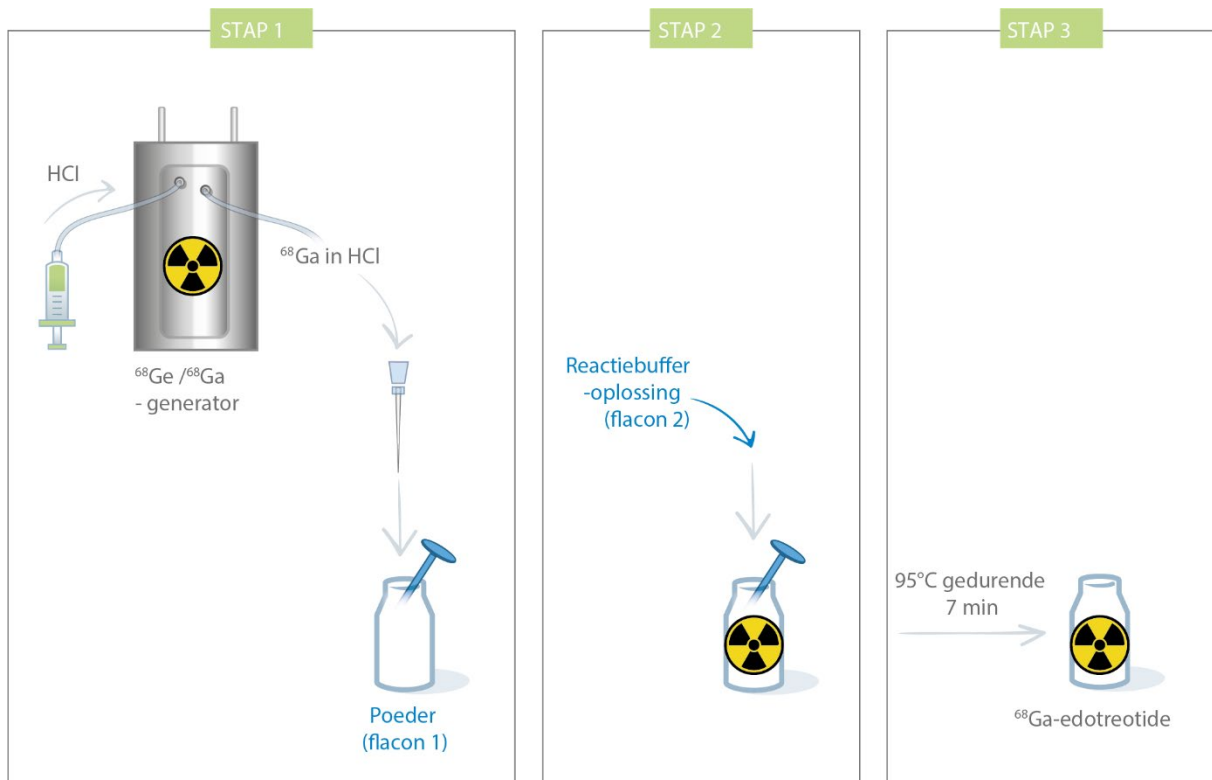 STAP 1
HCl
⁶⁸Ga in HCl
⁶⁸Ge /⁶⁸Ga
- generator
Poeder
(flacon 1)
STAP 2
Reactiebuffer
-oplossing
(flacon 2)
STAP 3
95°C gedurende
7 min
⁶⁸Ga-edotreotide